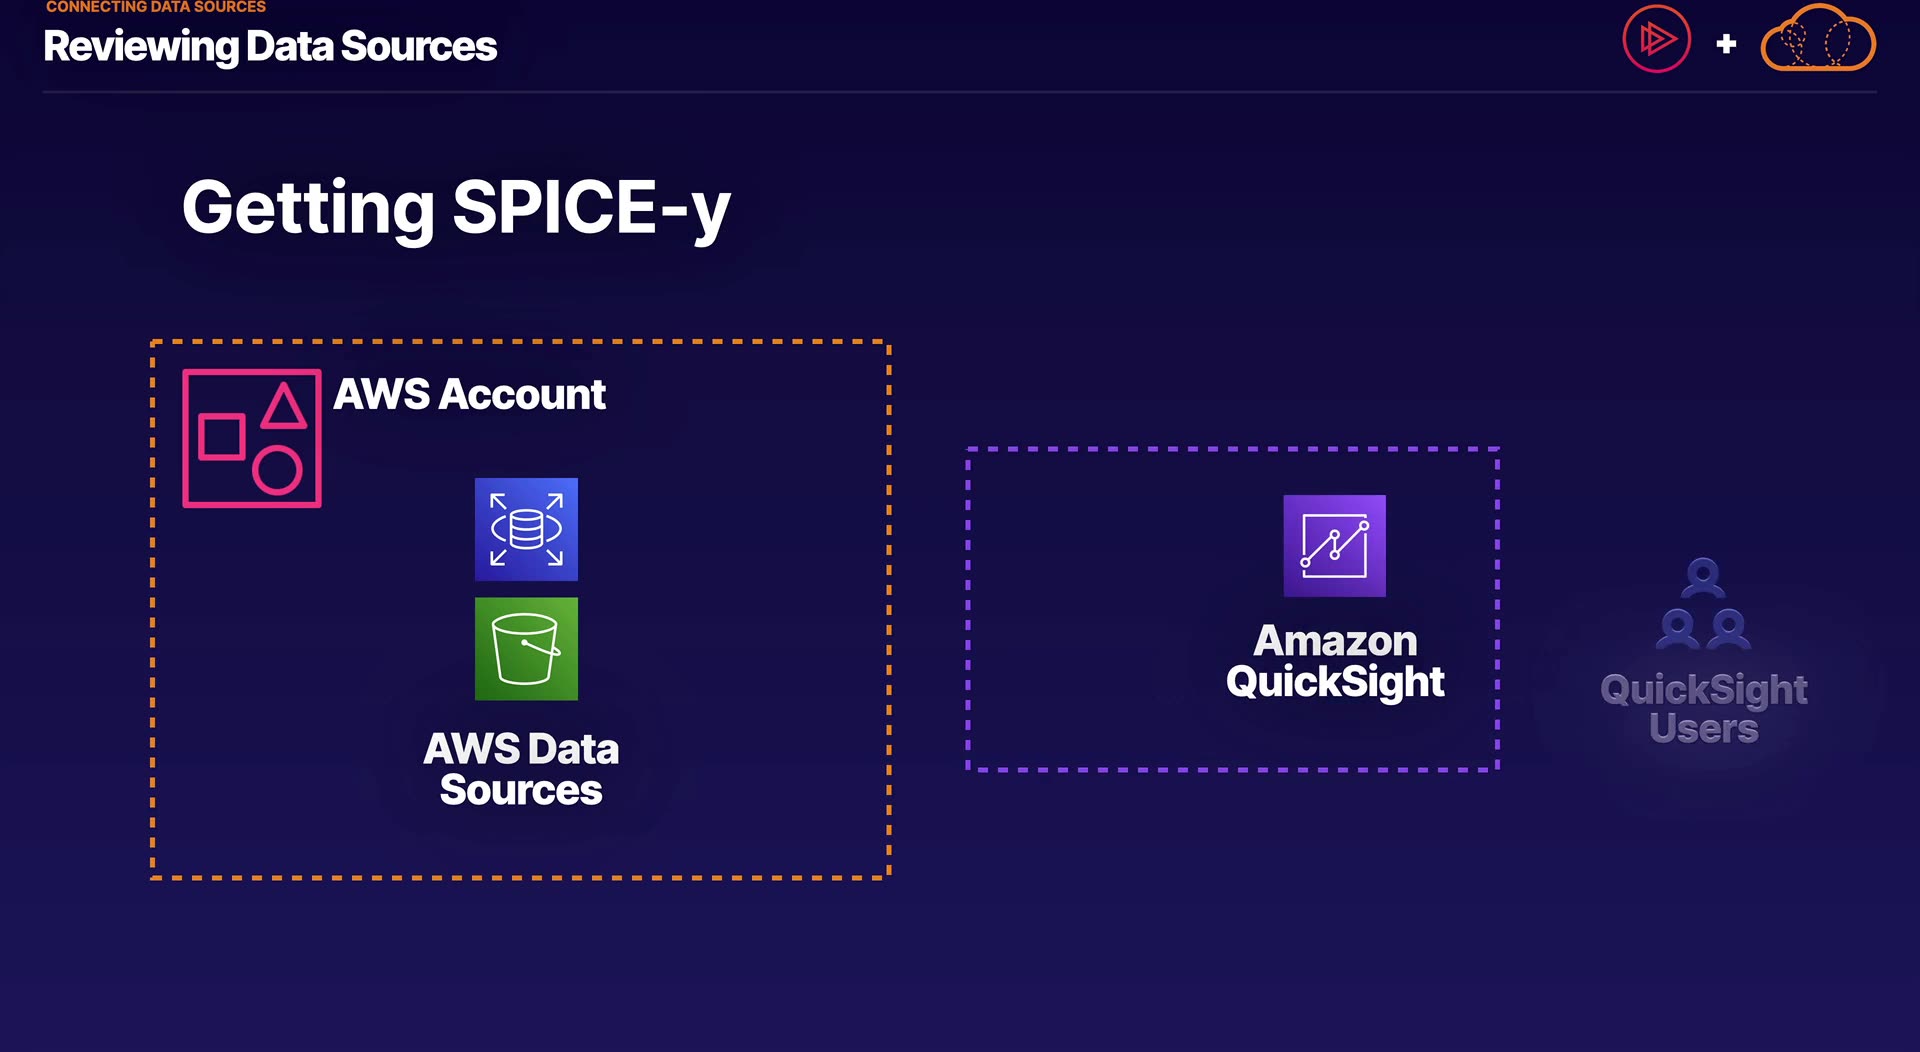 CONNECTING DATA SOURCES
Reviewing Data Sources
Getting SPICE-y
AWS Account
AWS Data
Sources
Amazon
QuickSight
QuickSight
Users